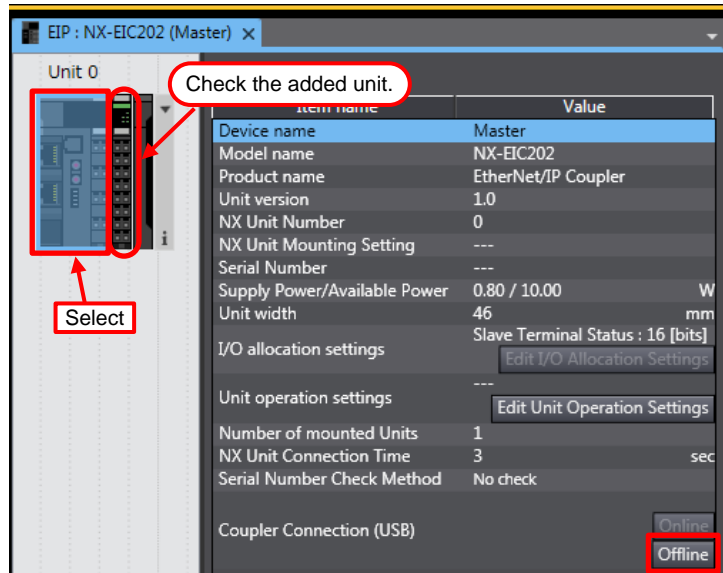 EIP : NX-EIC202 (Master)
Unit 0
Check the added unit.
Item name Value
Device name Master
Model name NX-EIC202
Product name EtherNet/IP Coupler
Unit version 1.0
NX Unit Number 0
NX Unit Mounting Setting ---
Serial Number ---
Supply Power/Available Power 0.80 / 10.00 W
Unit width 46 mm
I/O allocation settings Slave Terminal Status : 16 [bits]
Edit I/O Allocation Settings
Unit operation settings ---
Edit Unit Operation Settings
Number of mounted Units 1
NX Unit Connection Time 3 sec
Serial Number Check Method No check
Coupler Connection (USB) Online
Offline
i
Select